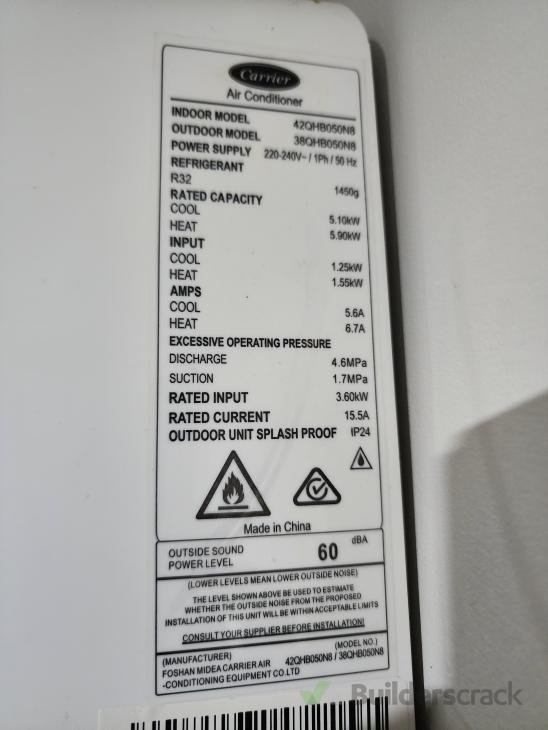 Carrier
Air Conditioner
INDOOR MODEL 42QHB050N8
OUTDOOR MODEL 38QHB050N8
POWER SUPPLY 220-240V~ / 1Ph / 50 Hz
REFRIGERANT
R32 1450g
RATED CAPACITY
COOL 5.10kW
HEAT 5.90kW
INPUT
COOL 1.25kW
HEAT 1.55kW
AMPS
COOL 5.6A
HEAT 6.7A
EXCESSIVE OPERATING PRESSURE
DISCHARGE 4.6MPa
SUCTION 1.7MPa
RATED INPUT 3.60kW
RATED CURRENT 15.5A
OUTDOOR UNIT SPLASH PROOF IP24
Made in China
OUTSIDE SOUND
POWER LEVEL 60 dBA
(LOWER LEVELS MEAN LOWER OUTSIDE NOISE)
THE LEVEL SHOWN ABOVE BE USED TO ESTIMATE
WHETHER THE OUTSIDE NOISE FROM THE PROPOSED
INSTALLATION OF THIS UNIT WILL BE WITHIN ACCEPTABLE LIMITS
CONSULT YOUR SUPPLIER BEFORE INSTALLATION
(MANUFACTURER) (MODEL NO.)
FOSHAN MIDEA CARRIER AIR 42QHB050N8 / 38QHB050N8
-CONDITIONING EQUIPMENT CO.LTD
Builderscrack